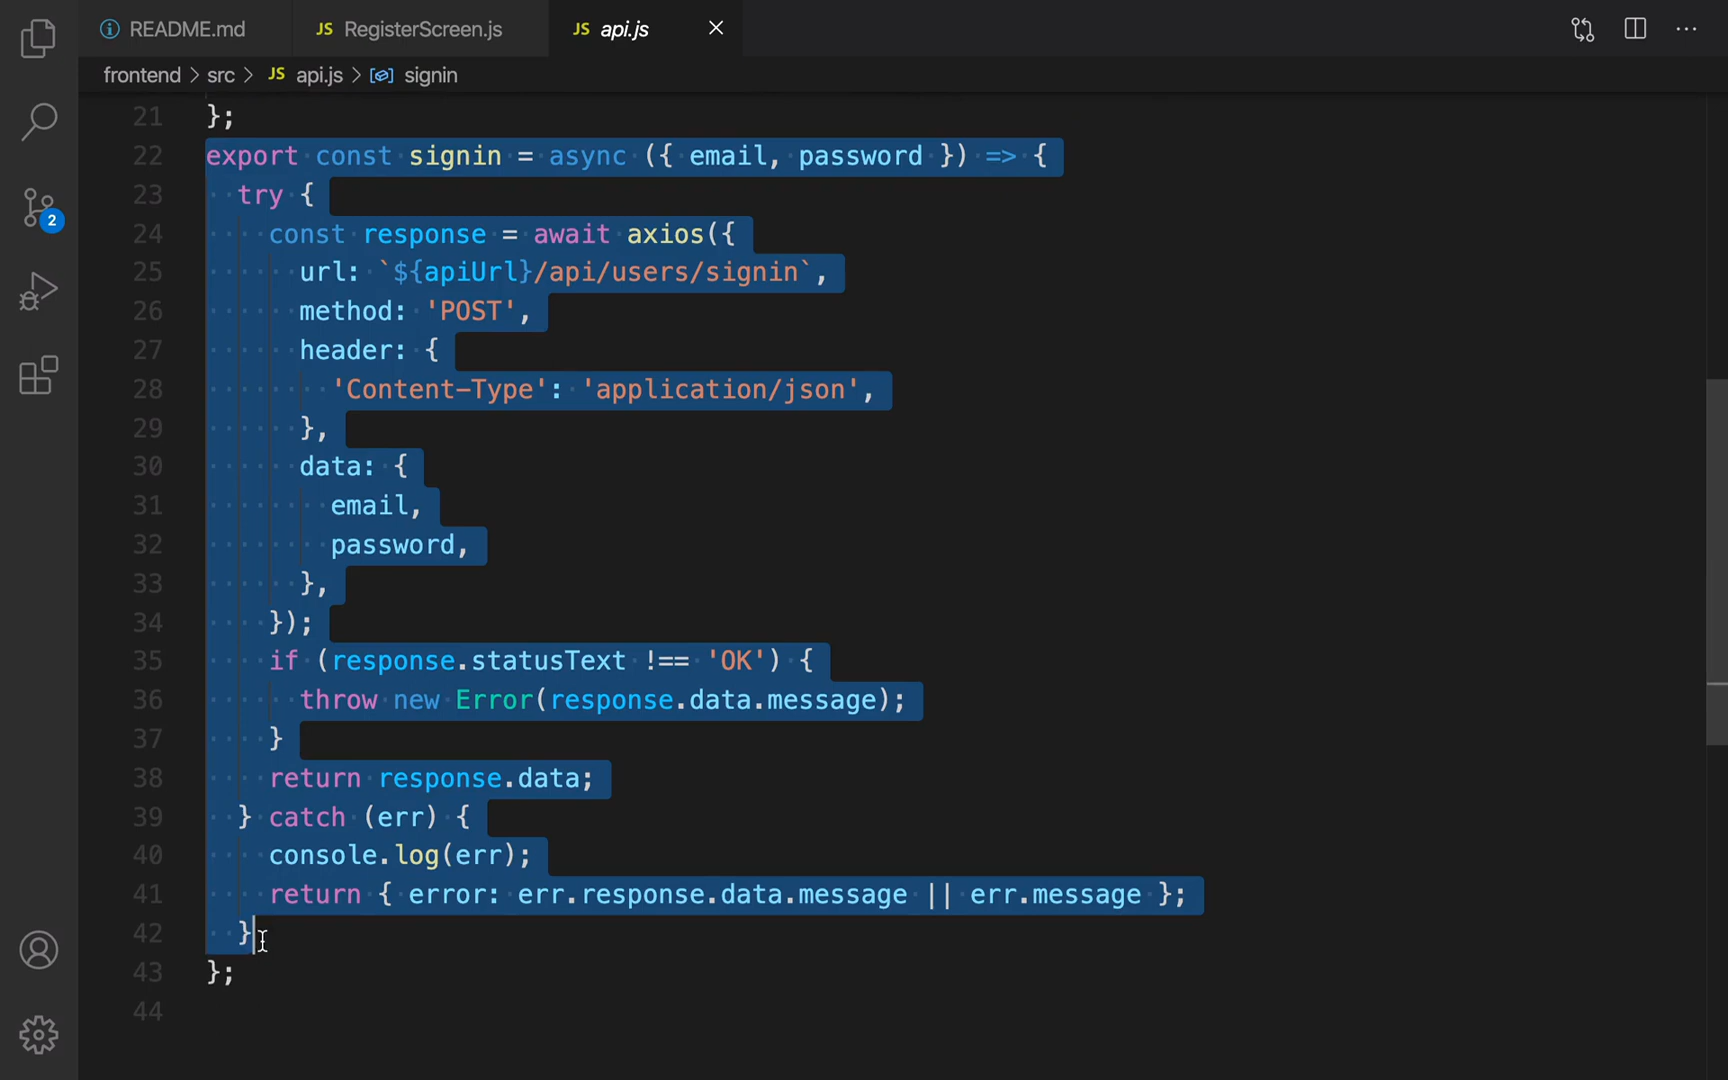 README.md
JS RegisterScreen.js
JS api.js
frontend > src > JS api.js > signin
21 };
22 export const signin = async ({ email, password }) => {
23 try {
24 const response = await axios({
25 url: `${apiUrl}/api/users/signin`,
26 method: 'POST',
27 header: {
28 'Content-Type': 'application/json',
29 },
30 data: {
31 email,
32 password,
33 },
34 });
35 if (response.statusText !== 'OK') {
36 throw new Error(response.data.message);
37 }
38 return response.data;
39 } catch (err) {
40 console.log(err);
41 return { error: err.response.data.message || err.message };
42 }
43 };
44
2